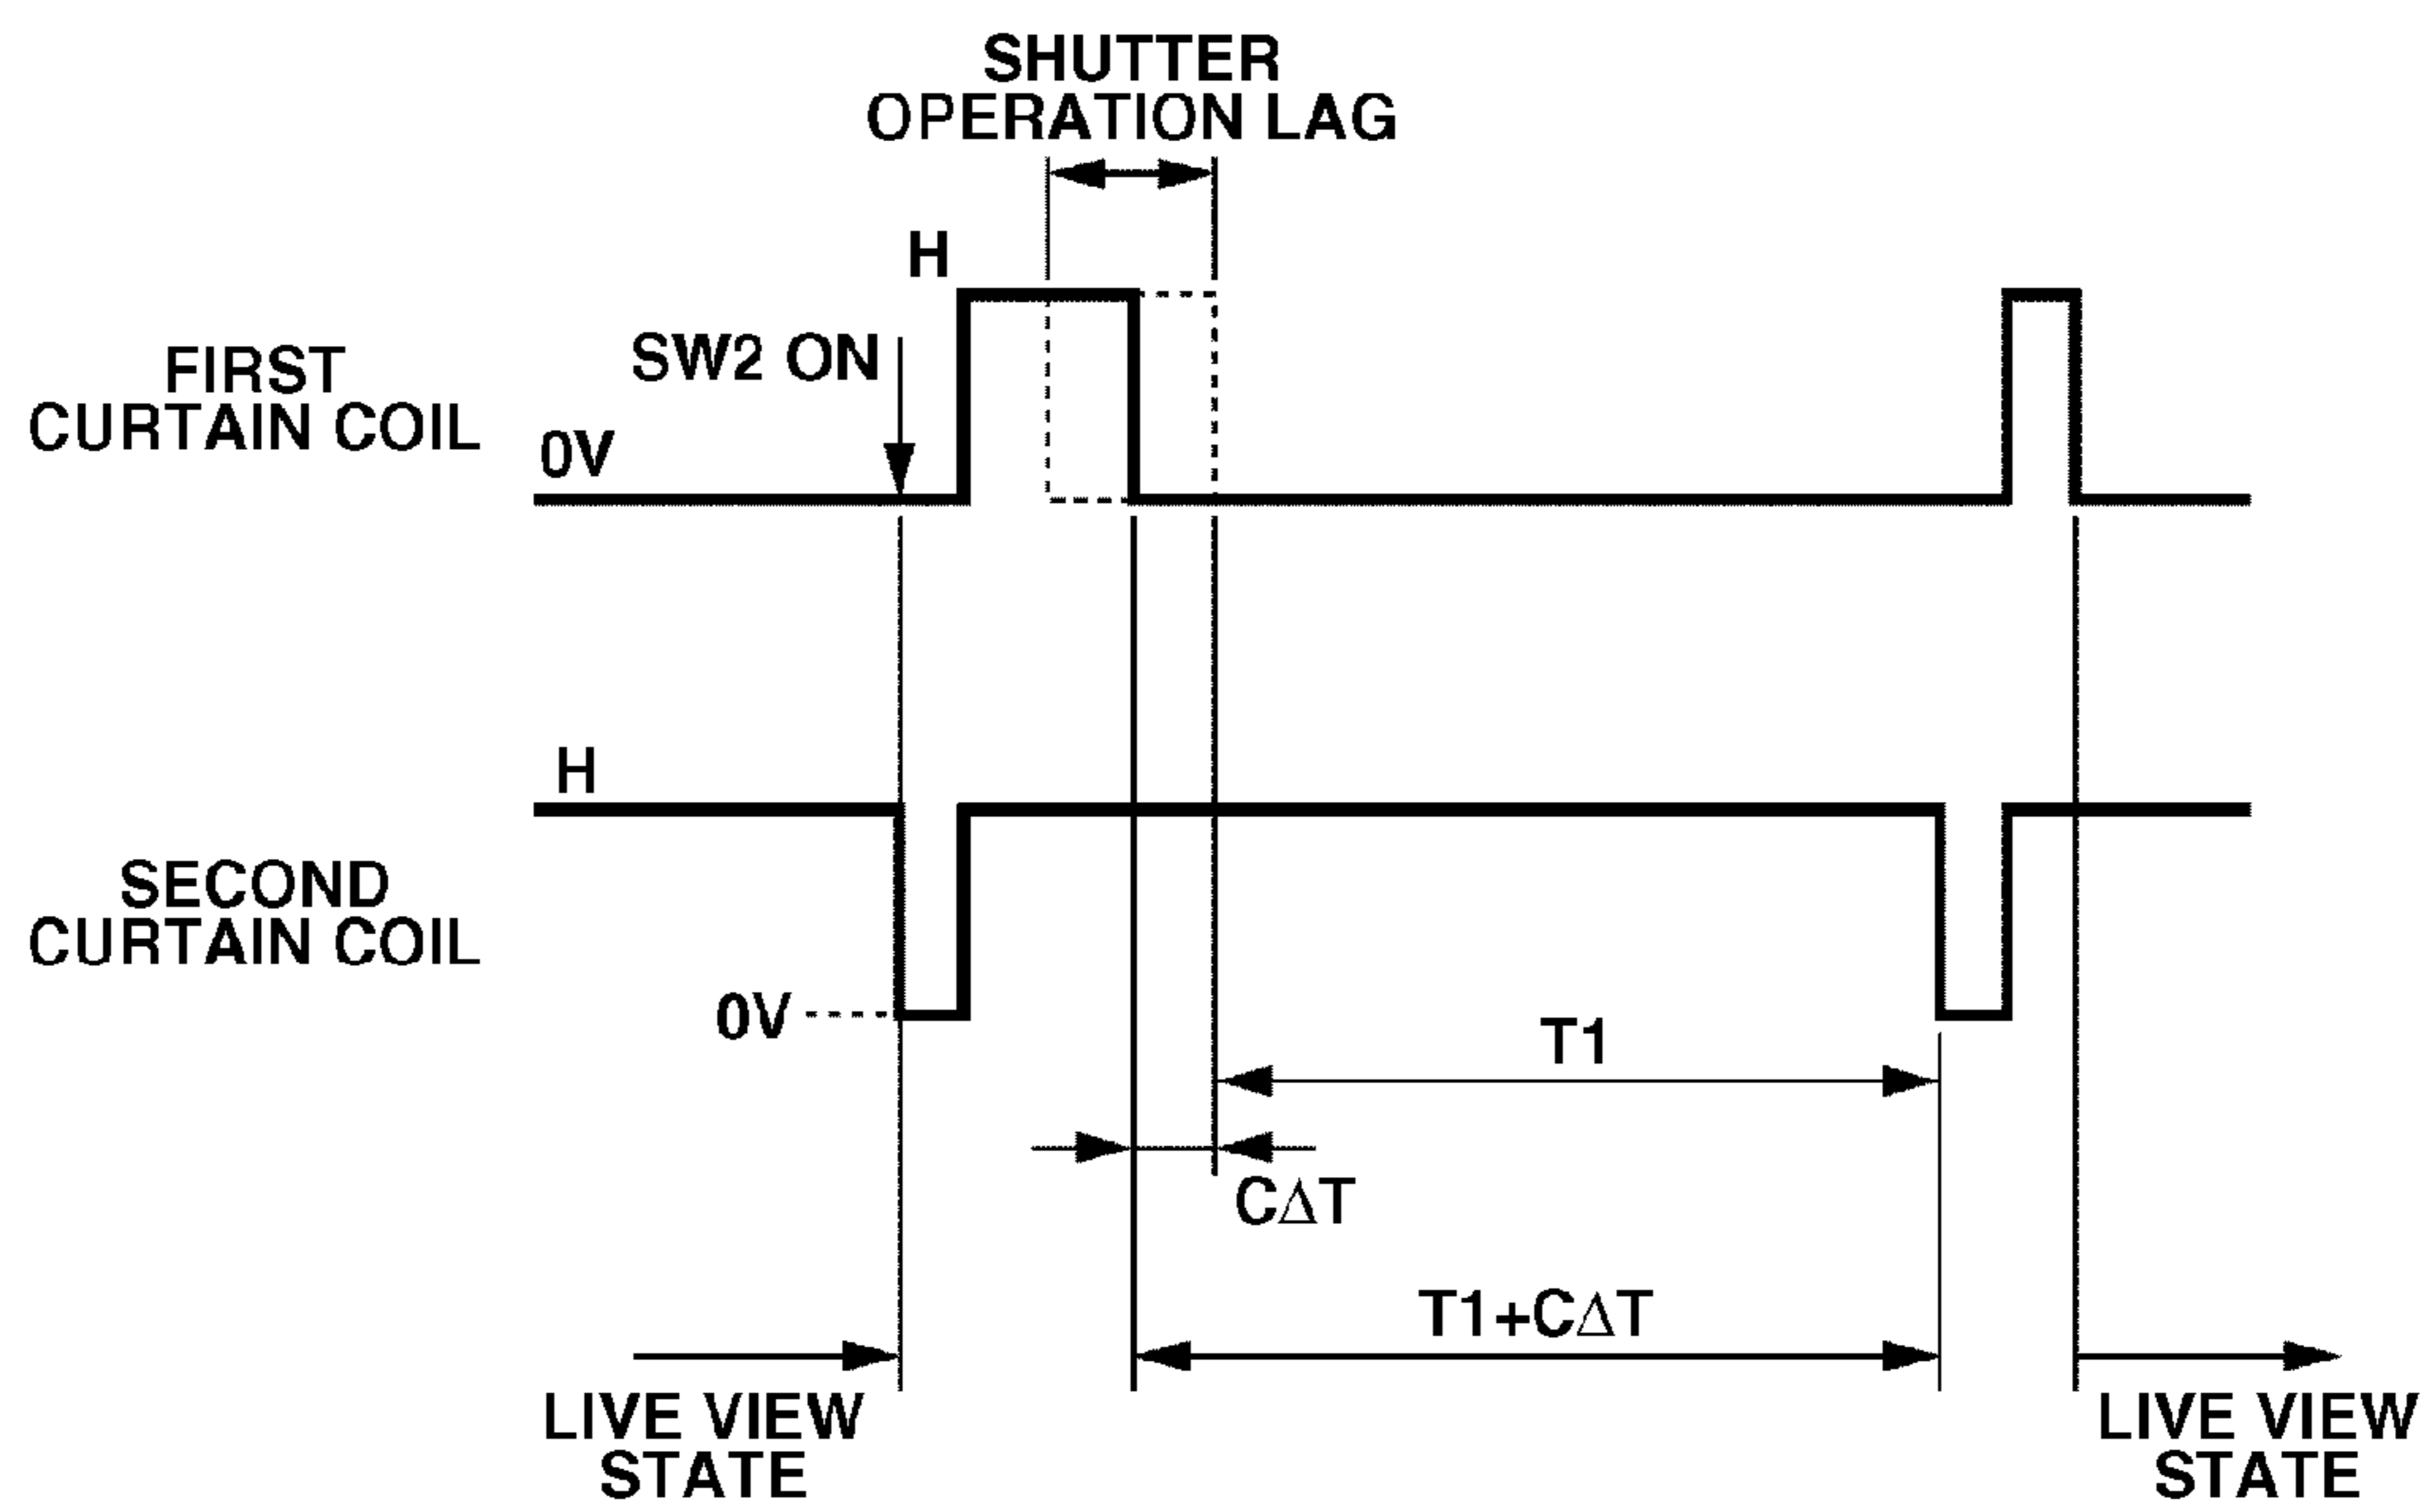 SHUTTER
OPERATION LAG
H
SW2 ON
FIRST
CURTAIN COIL
0V
H
SECOND
CURTAIN COIL
0V
T1
CΔT
T1+CΔT
LIVE VIEW
STATE
LIVE VIEW
STATE